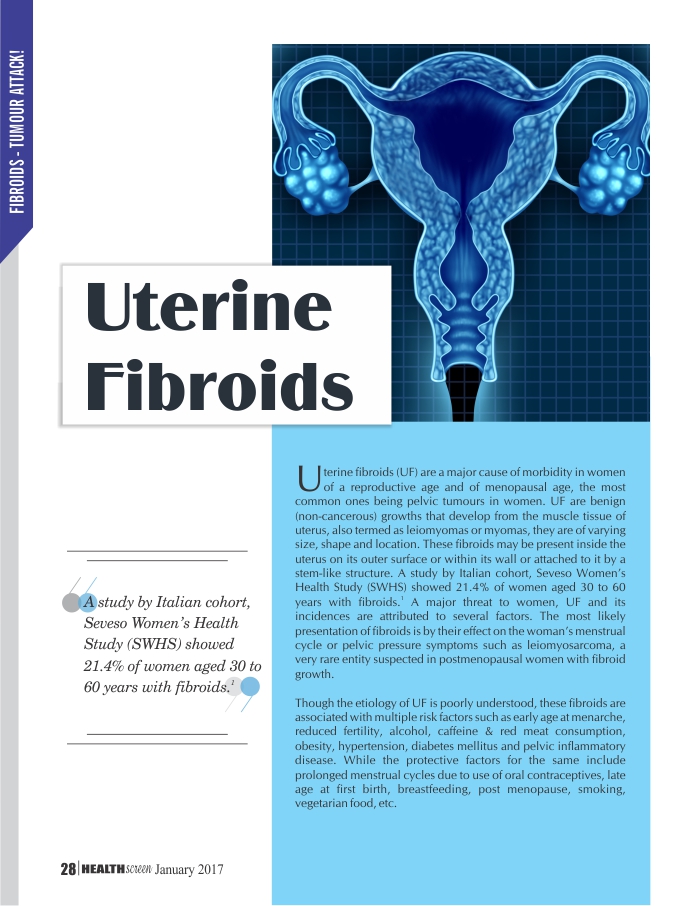 FIBROIDS - TUMOUR ATTACK!
Uterine
Fibroids
Uterine fibroids (UF) are a major cause of morbidity in women
of a reproductive age and of menopausal age, the most
common ones being pelvic tumours in women. UF are benign
(non-cancerous) growths that develop from the muscle tissue of
uterus, also termed as leiomyomas or myomas, they are of varying
size, shape and location. These fibroids may be present inside the
uterus on its outer surface or within its wall or attached to it by a
stem-like structure. A study by Italian cohort, Seveso Women's
Health Study (SWHS) showed 21.4% of women aged 30 to 60
years with fibroids.¹ A major threat to women, UF and its
incidences are attributed to several factors. The most likely
presentation of fibroids is by their effect on the woman's menstrual
cycle or pelvic pressure symptoms such as leiomyosarcoma, a
very rare entity suspected in postmenopausal women with fibroid
growth.
Though the etiology of UF is poorly understood, these fibroids are
associated with multiple risk factors such as early age at menarche,
reduced fertility, alcohol, caffeine & red meat consumption,
obesity, hypertension, diabetes mellitus and pelvic inflammatory
disease. While the protective factors for the same include
prolonged menstrual cycles due to use of oral contraceptives, late
age at first birth, breastfeeding, post menopause, smoking,
vegetarian food, etc.
A study by Italian cohort,
Seveso Women's Health
Study (SWHS) showed
21.4% of women aged 30 to
60 years with fibroids.¹
28 | HEALTH screen January 2017